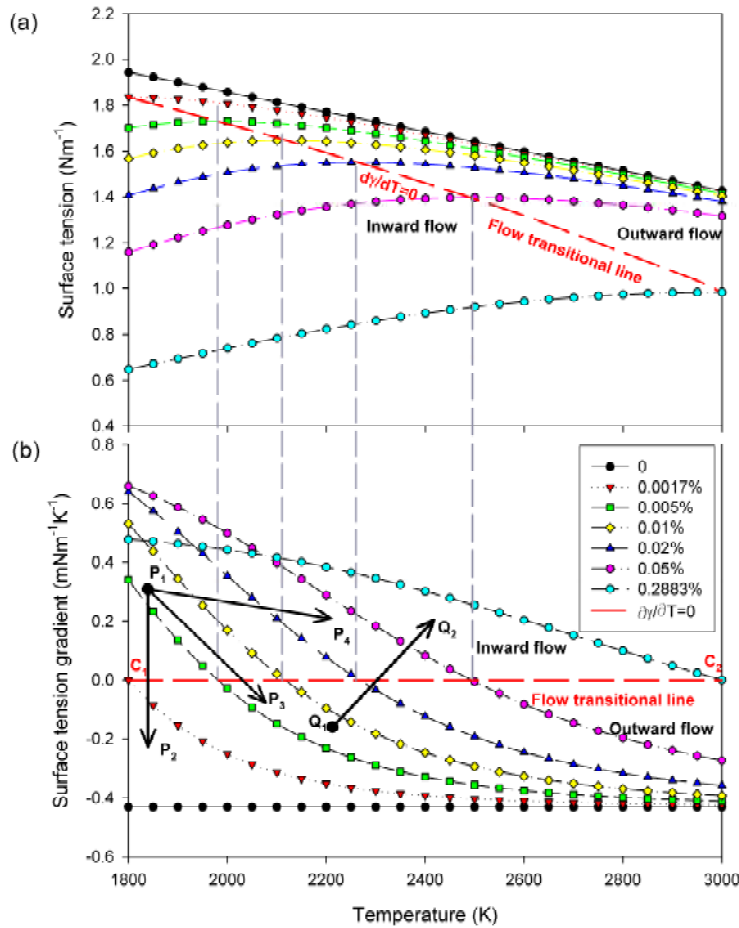 (a)
Surface tension (Nm⁻¹)
2.2
2.0
1.8
1.6
1.4
1.2
1.0
0.8
0.6
0.4
dγ/dT=0
Inward flow
Flow transitional line
Outward flow
(b)
Surface tension gradient (mNm⁻¹K⁻¹)
0.8
0.6
0.4
0.2
0.0
-0.2
-0.4
-0.6
0
0.0017%
0.005%
0.01%
0.02%
0.05%
0.2883%
∂γ/∂T=0
P₁
P₄
Q₂
Inward flow
C₁
C₂
Flow transitional line
P₃
Q₁
Outward flow
P₂
1800 2000 2200 2400 2600 2800 3000
Temperature (K)